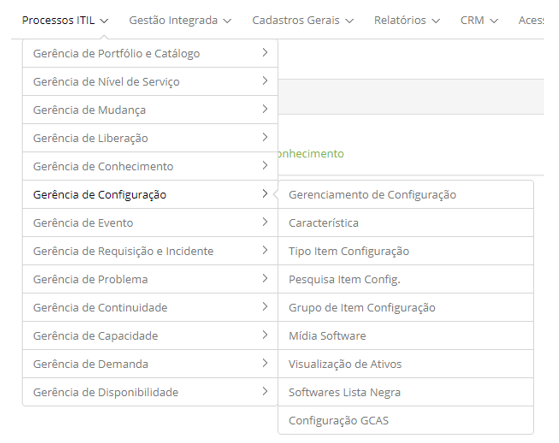 Processos ITIL Gestão Integrada Cadastros Gerais Relatórios CRM Aces
Gerência de Portfólio e Catálogo
Gerência de Nível de Serviço
Gerência de Mudança
Gerência de Liberação
Gerência de Conhecimento
onhecimento
Gerência de Configuração
Gerência de Evento
Gerência de Requisição e Incidente
Gerência de Problema
Gerência de Continuidade
Gerência de Capacidade
Gerência de Demanda
Gerência de Disponibilidade
Gerenciamento de Configuração
Característica
Tipo Item Configuração
Pesquisa Item Config.
Grupo de Item Configuração
Mídia Software
Visualização de Ativos
Softwares Lista Negra
Configuração GCAS